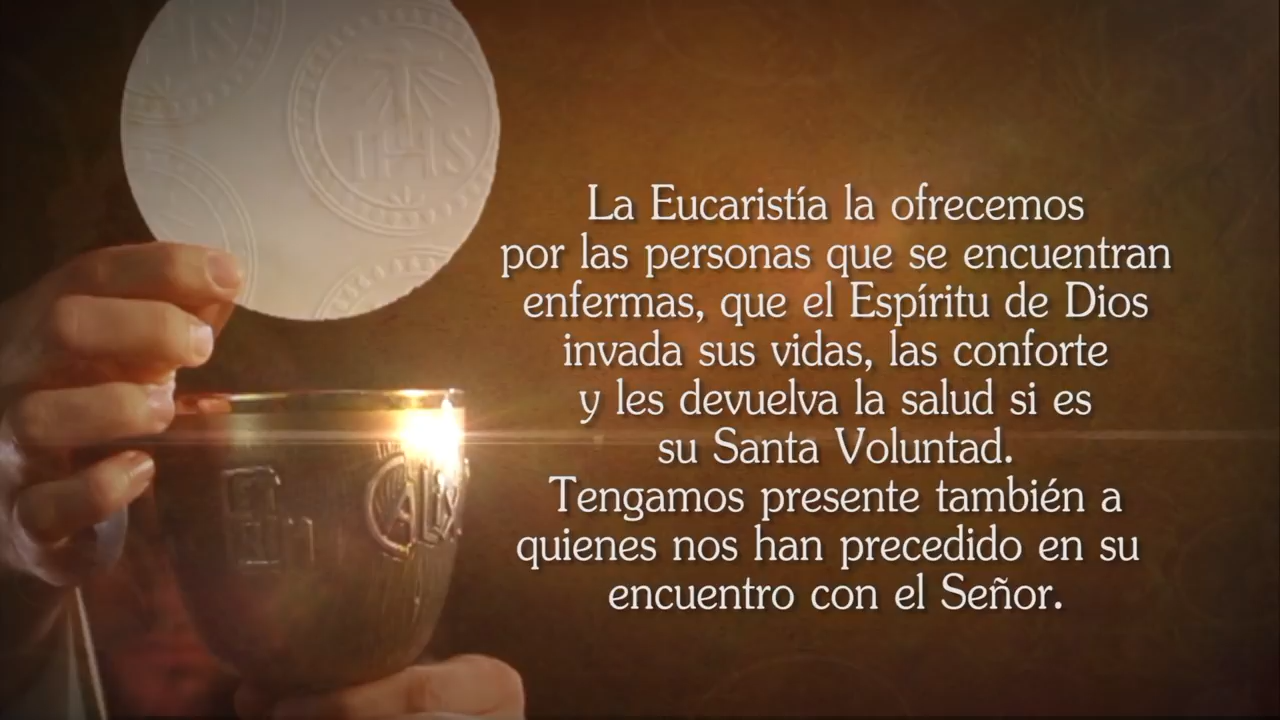 IHS
La Eucaristía la ofrecemos
por las personas que se encuentran
enfermas, que el Espíritu de Dios
invada sus vidas, las conforte
y les devuelva la salud si es
su Santa Voluntad.
Tengamos presente también a
quienes nos han precedido en su
encuentro con el Señor.